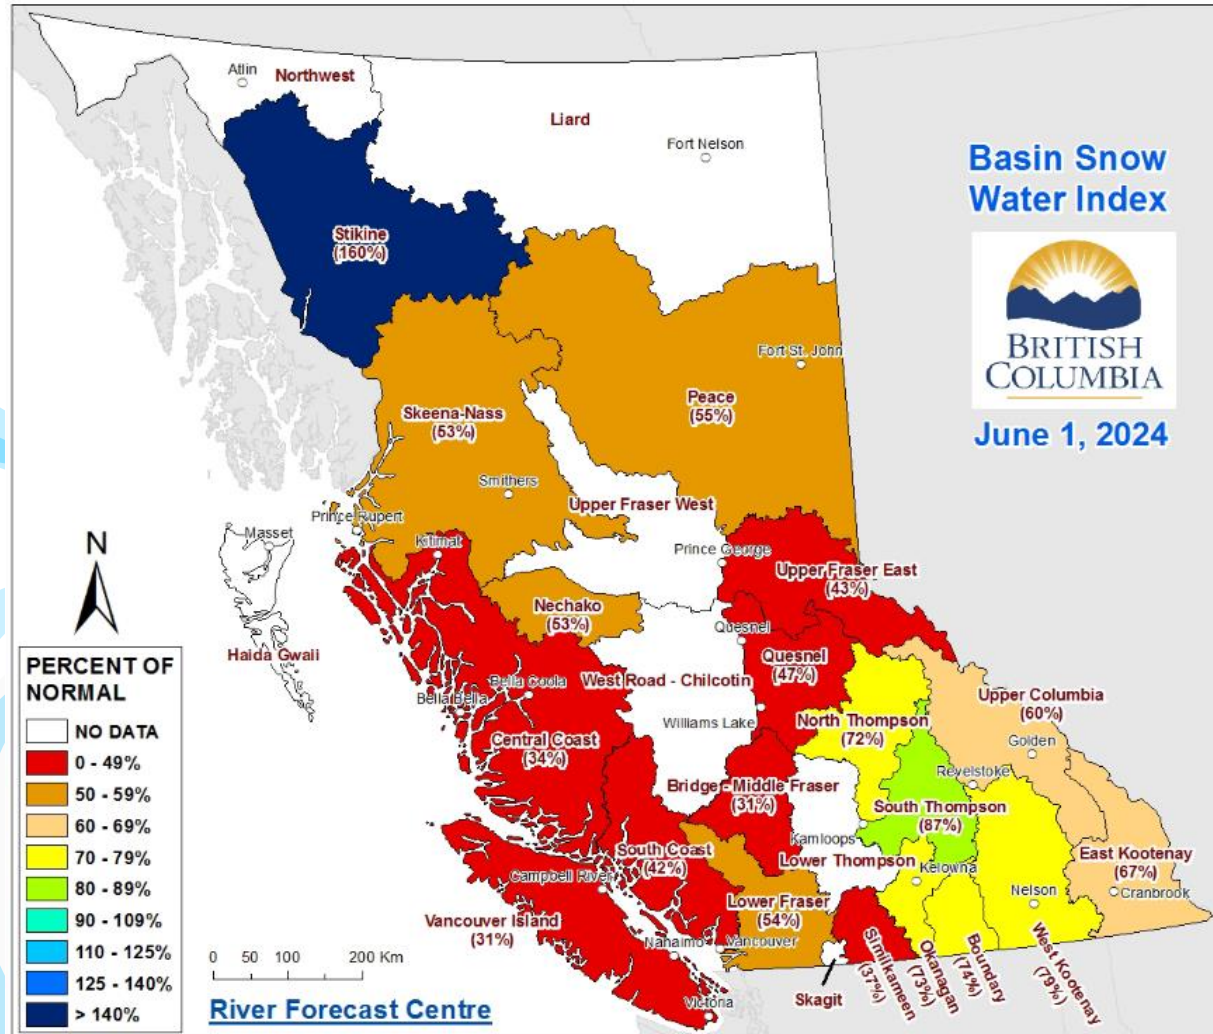 Atlin
Northwest
Liard
Fort Nelson
Basin Snow
Water Index
Stikine
(160%)
BRITISH
COLUMBIA
June 1, 2024
Fort St. John
Peace
(55%)
Skeena-Nass
(53%)
Smithers
Upper Fraser West
Prince Rupert
Masset
Kitimat
Prince George
Upper Fraser East
(43%)
N
Nechako
(53%)
Quesnel
Quesnel
(47%)
Haida Gwaii
West Road - Chilcotin
Bella Coola
Bella Bella
Williams Lake
Upper Columbia
(60%)
North Thompson
(72%)
Golden
Central Coast
(34%)
Revelstoke
Bridge - Middle Fraser
(31%)
South Thompson
(87%)
Kamloops
South Coast
(42%)
Lower Thompson
East Kootenay
(67%)
Kelowna
Cranbrook
Campbell River
Nelson
Lower Fraser
(54%)
Vancouver Island
(31%)
Nanaimo
Vancouver
Victoria
Skagit
Similkameen
(37%)
Okanagan
(73%)
Boundary
(74%)
West Kootenay
(79%)
PERCENT OF
NORMAL
NO DATA
0 - 49%
50 - 59%
60 - 69%
70 - 79%
80 - 89%
90 - 109%
110 - 125%
125 - 140%
> 140%
0 50 100 200 Km
River Forecast Centre